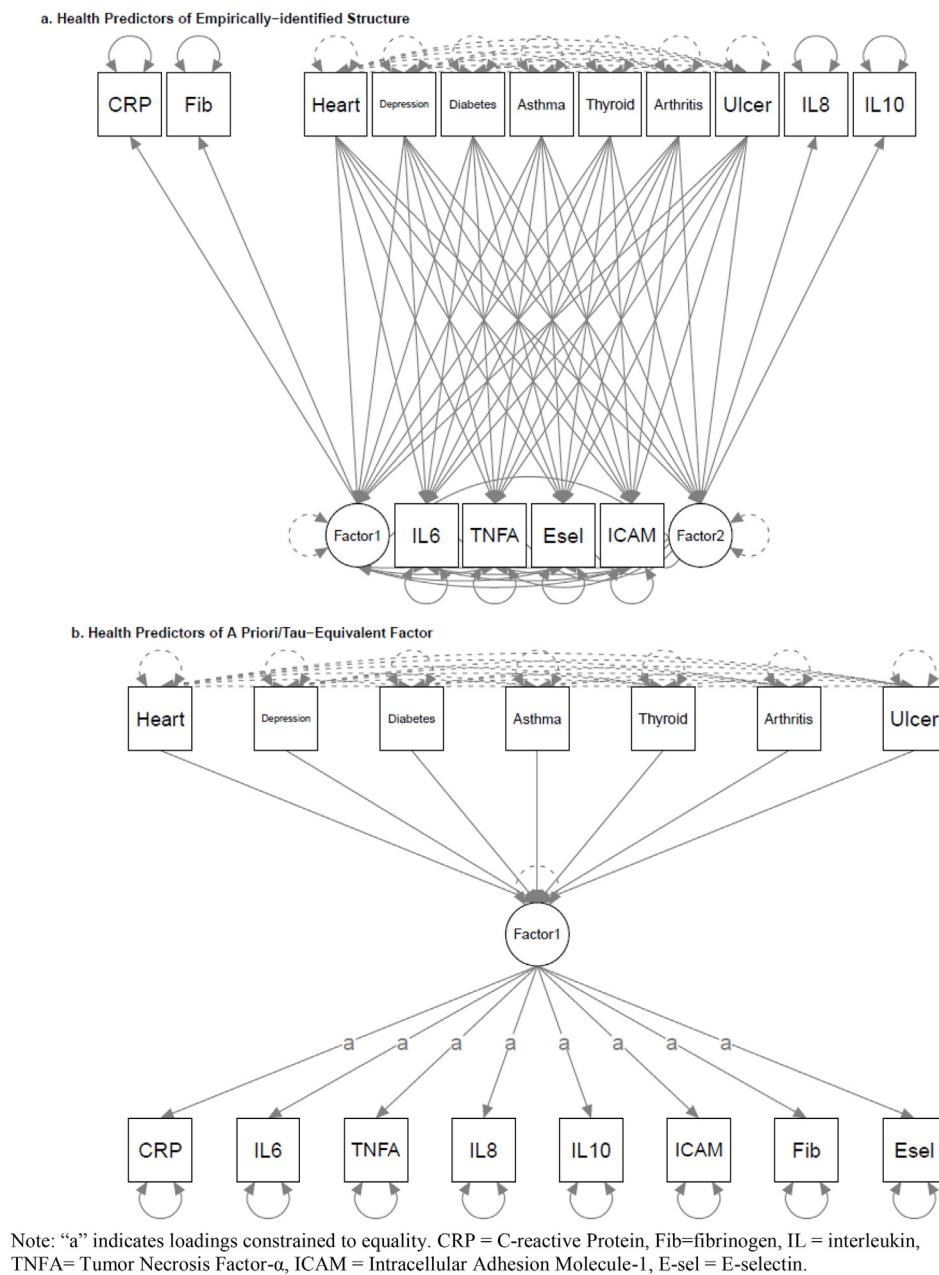 a. Health Predictors of Empirically−identified Structure
CRP Fib Heart Depression Diabetes Asthma Thyroid Arthritis Ulcer IL8 IL10
Factor1 IL6 TNFA Esel ICAM Factor2
b. Health Predictors of A Priori/Tau−Equivalent Factor
Heart Depression Diabetes Asthma Thyroid Arthritis Ulcer
Factor1
a a a a a a a a
CRP IL6 TNFA IL8 IL10 ICAM Fib Esel
Note: “a” indicates loadings constrained to equality. CRP = C-reactive Protein, Fib=fibrinogen, IL = interleukin,
TNFA= Tumor Necrosis Factor-α, ICAM = Intracellular Adhesion Molecule-1, E-sel = E-selectin.